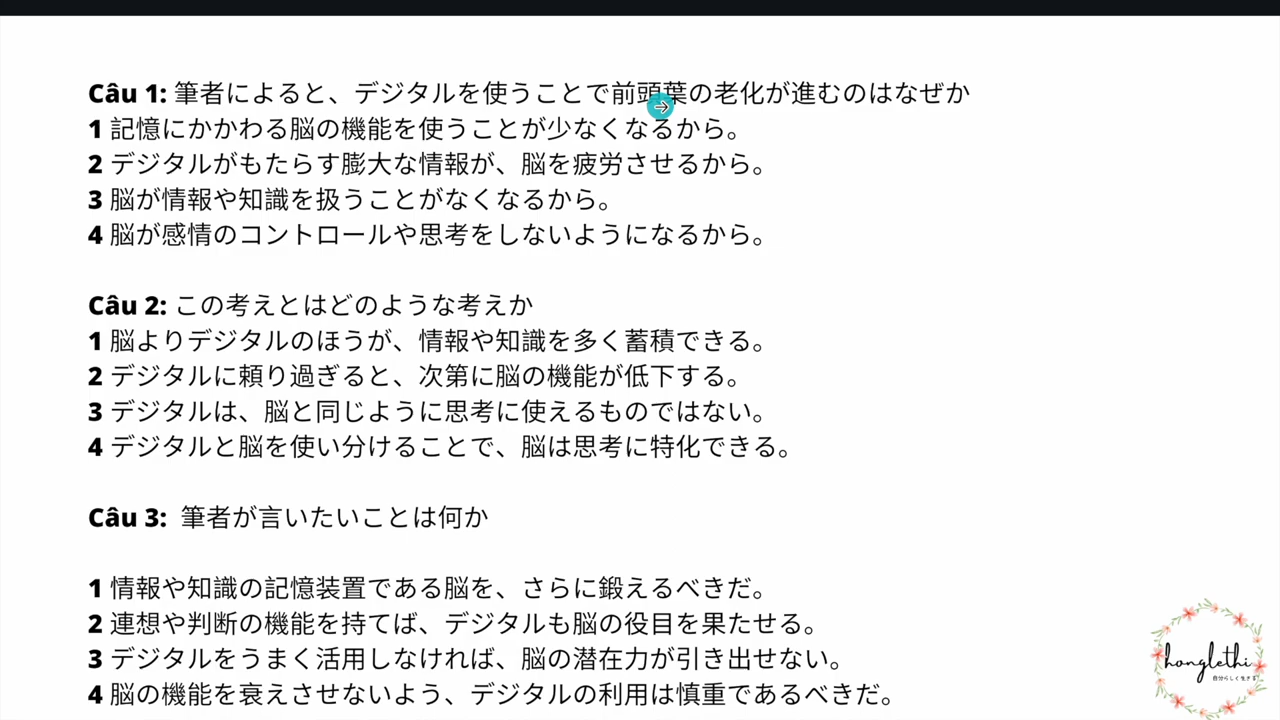 Câu 1: 筆者によると、デジタルを使うことで前頭葉の老化が進むのはなぜか
1 記憶にかかわる脳の機能を使うことが少なくなるから。
2 デジタルがもたらす膨大な情報が、脳を疲労させるから。
3 脳が情報や知識を扱うことがなくなるから。
4 脳が感情のコントロールや思考をしないようになるから。
Câu 2: この考えとはどのような考えか
1 脳よりデジタルのほうが、情報や知識を多く蓄積できる。
2 デジタルに頼り過ぎると、次第に脳の機能が低下する。
3 デジタルは、脳と同じように思考に使えるものではない。
4 デジタルと脳を使い分けることで、脳は思考に特化できる。
Câu 3: 筆者が言いたいことは何か
1 情報や知識の記憶装置である脳を、さらに鍛えるべきだ。
2 連想や判断の機能を持てば、デジタルも脳の役目を果たせる。
3 デジタルをうまく活用しなければ、脳の潜在力が引き出せない。
4 脳の機能を衰えさせないよう、デジタルの利用は慎重であるべきだ。
honglethi
自分らしく生きる